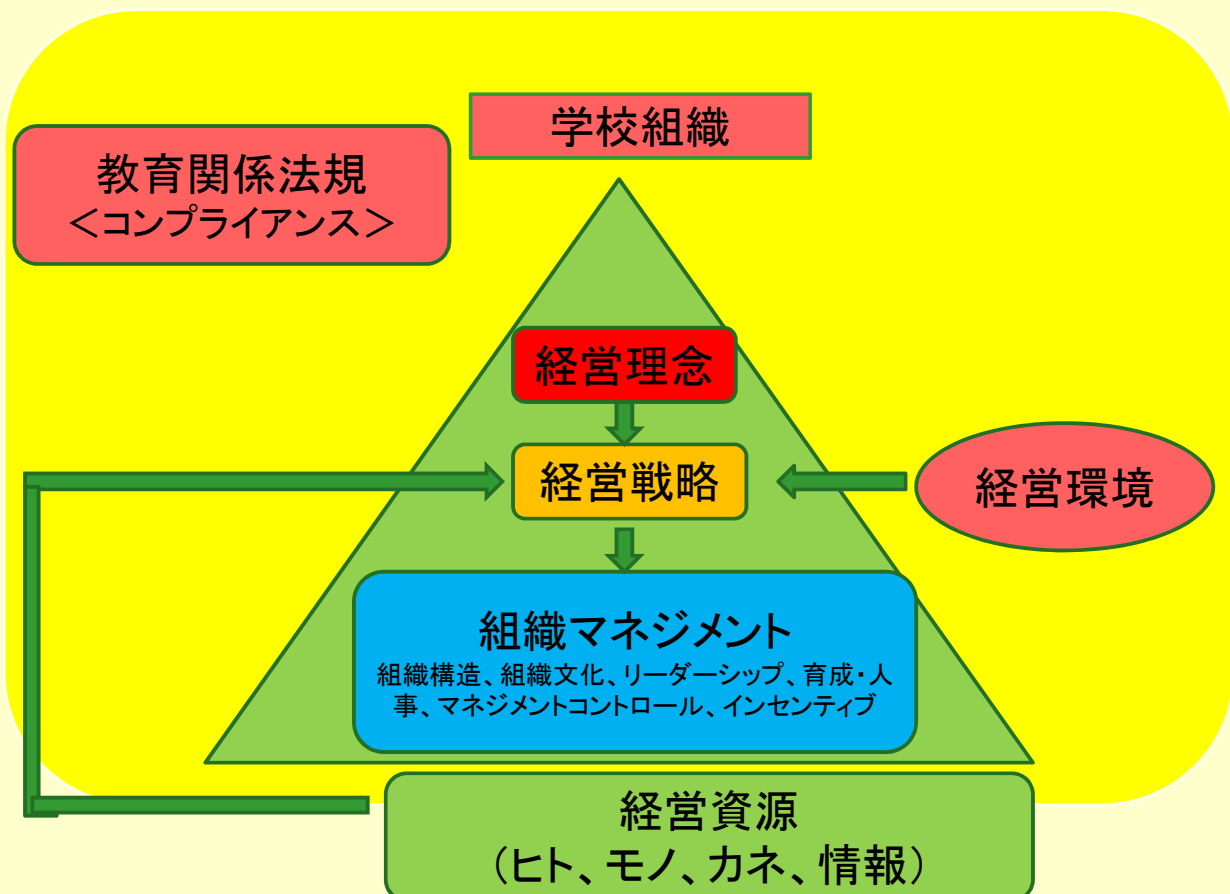 学校組織
教育関係法規
＜コンプライアンス＞
経営理念
経営戦略
経営環境
組織マネジメント
組織構造、組織文化、リーダーシップ、育成・人
事、マネジメントコントロール、インセンティブ
経営資源
（ヒト、モノ、カネ、情報）